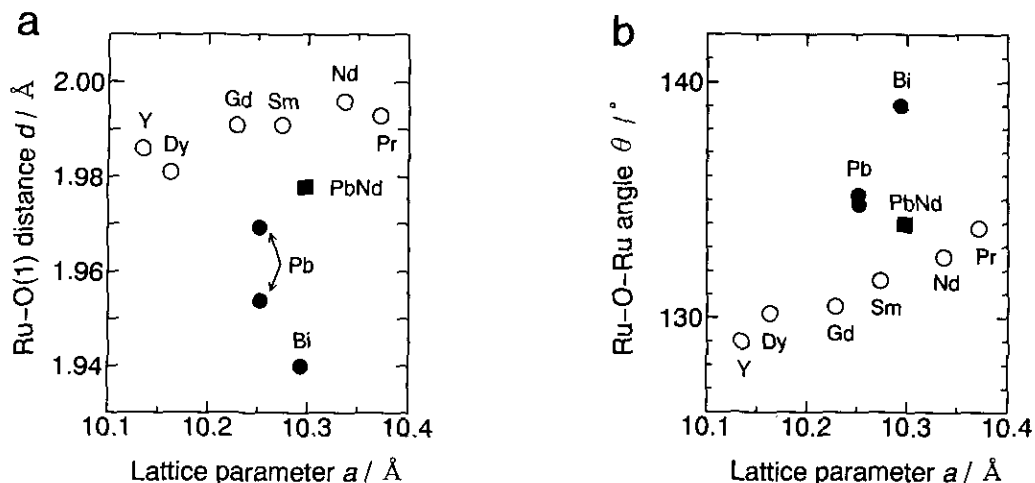 a
Ru–O(1) distance d / Å
2.00
1.98
1.96
1.94
Y
Dy
Gd
Sm
Nd
Pr
PbNd
Pb
Bi
10.1
10.2
10.3
10.4
Lattice parameter a / Å
b
Ru–O–Ru angle θ / °
140
130
Bi
Pb
PbNd
Pr
Nd
Sm
Gd
Dy
Y
10.1
10.2
10.3
10.4
Lattice parameter a / Å